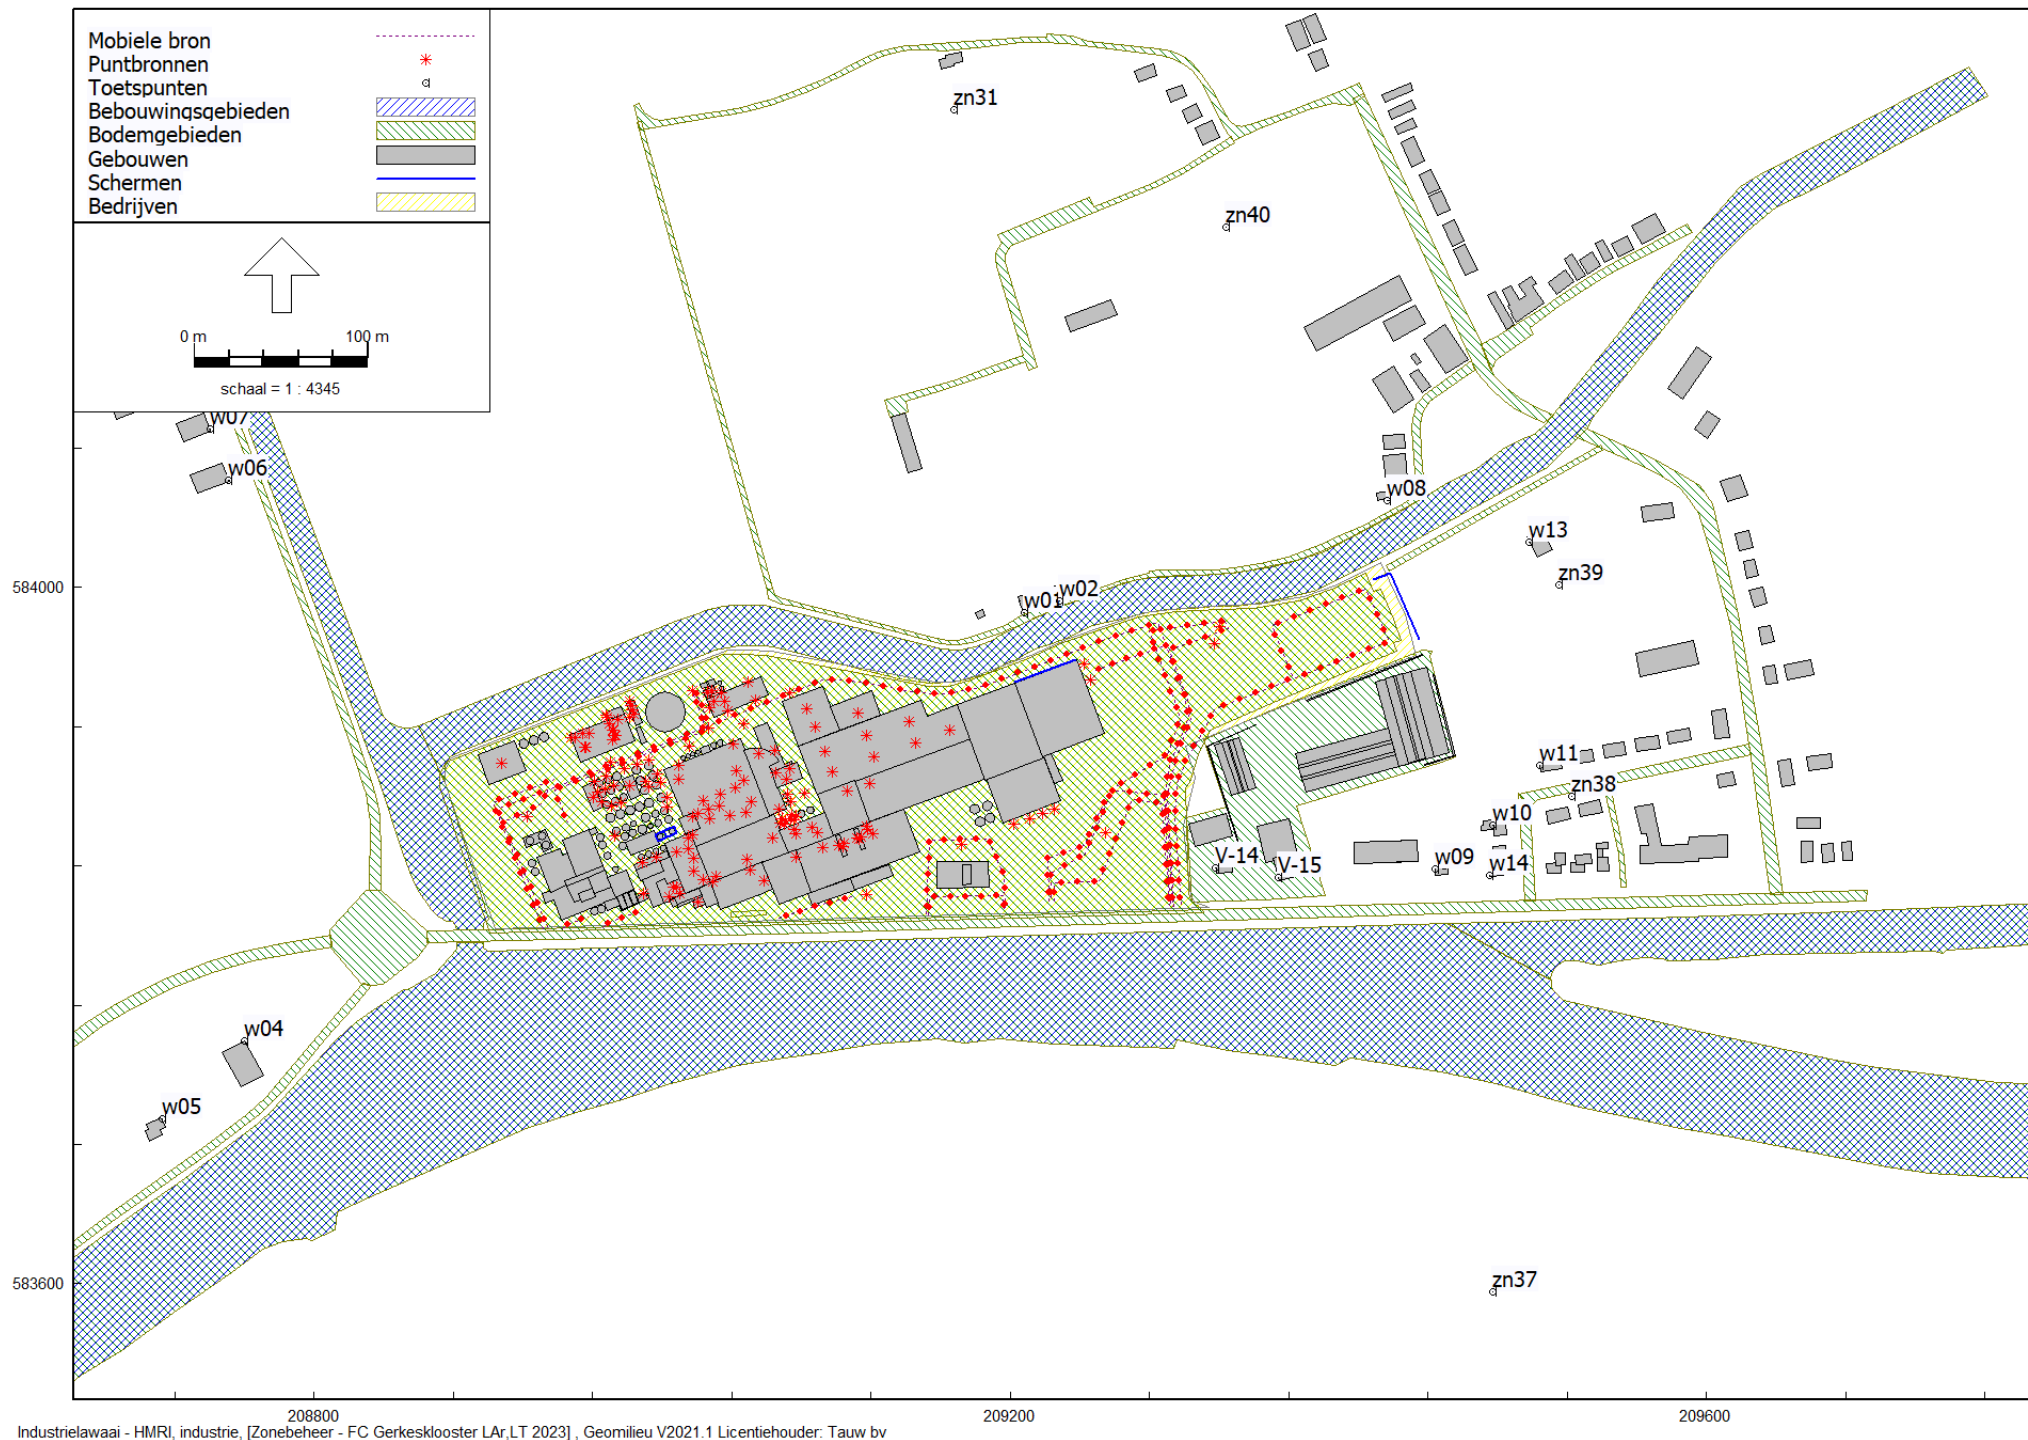 Mobiele bron
Puntbronnen
Toetspunten
Bebouwingsgebieden
Bodemgebieden
Gebouwen
Schermen
Bedrijven
0 m 100 m
schaal = 1 : 4345
zn31
zn40
w07
w06
w08
w13
zn39
w01
w02
584000
w11
zn38
w10
V-14
V-15
w09
w14
w04
w05
zn37
583600
208800 209200 209600
Industrielawaai - HMRI, industrie, [Zonebeheer - FC Gerkesklooster LAr,LT 2023] , Geomilieu V2021.1 Licentiehouder: Tauw bv